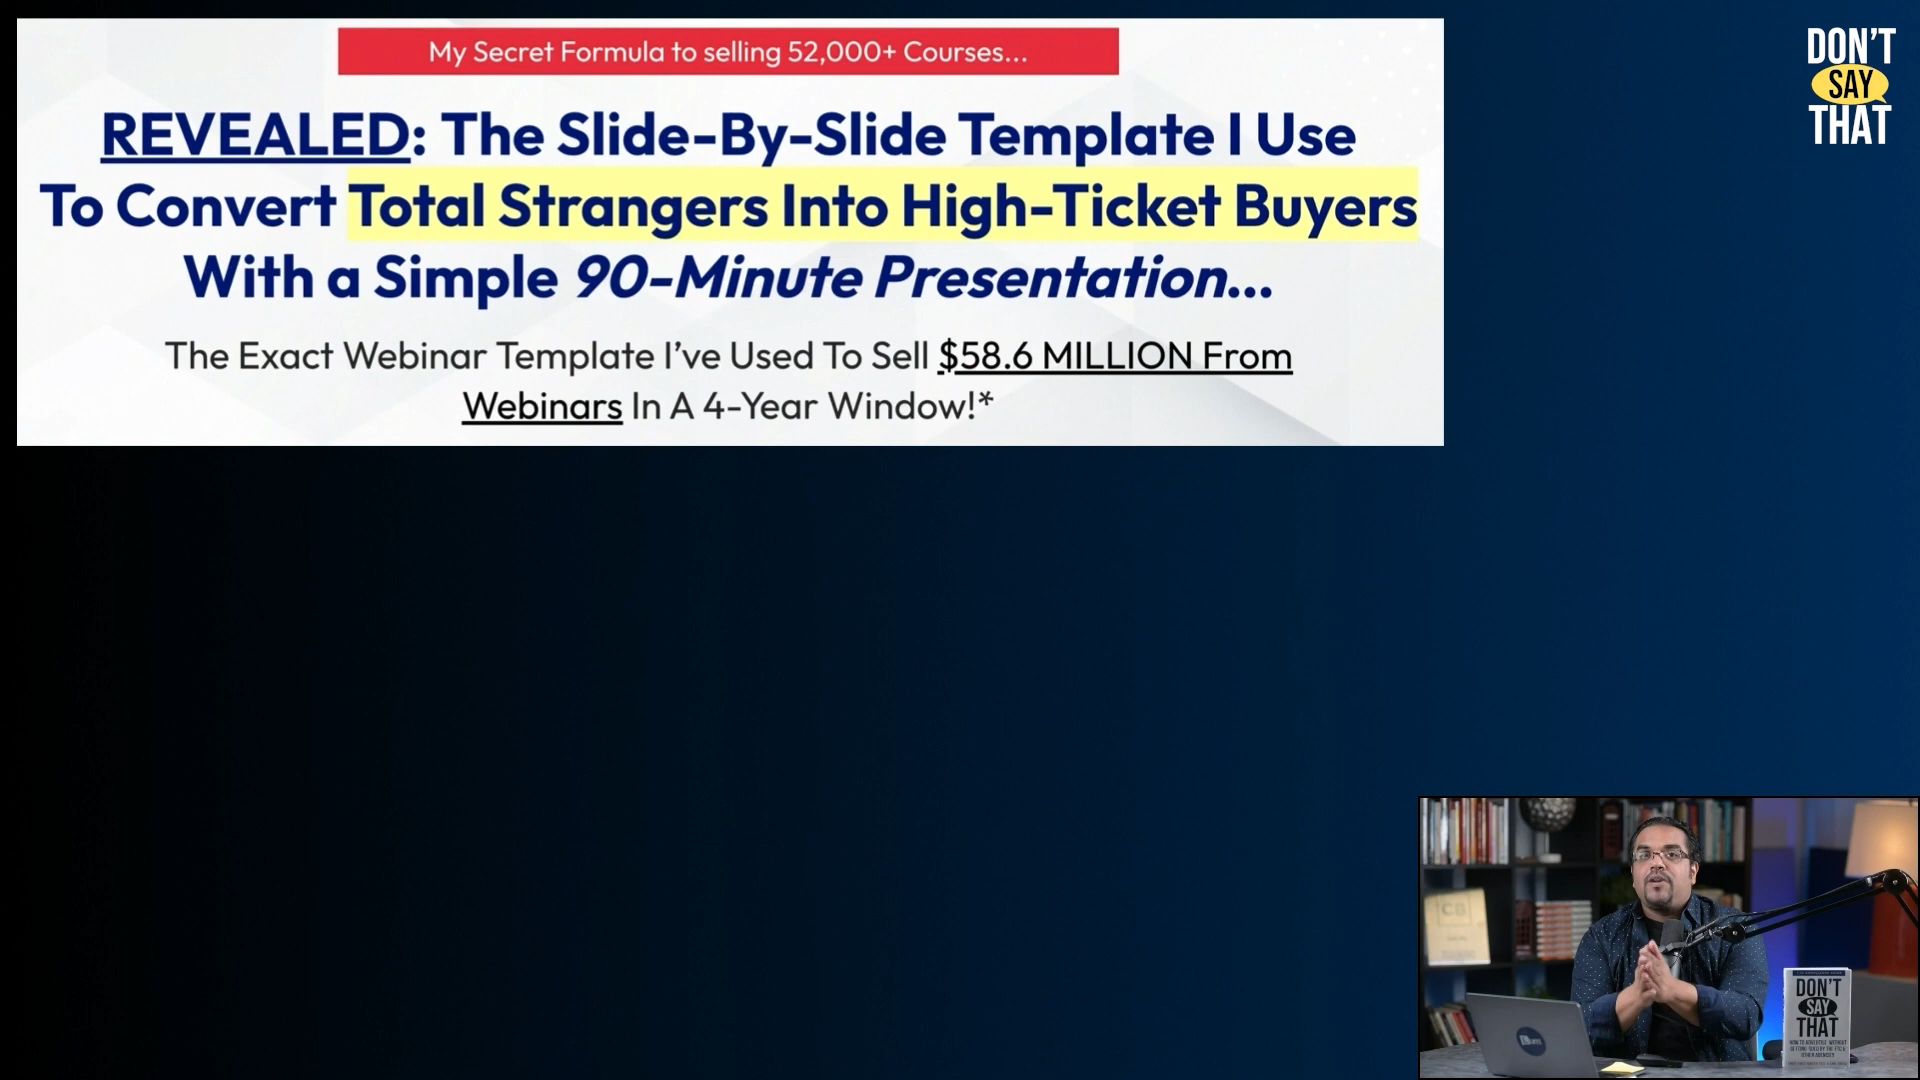 My Secret Formula to selling 52,000+ Courses...
REVEALED: The Slide-By-Slide Template I Use
To Convert Total Strangers Into High-Ticket Buyers
With a Simple 90-Minute Presentation...
The Exact Webinar Template I've Used To Sell $58.6 MILLION From
Webinars In A 4-Year Window!*
DON'T
SAY
THAT
CB
DON'T
SAY
THAT